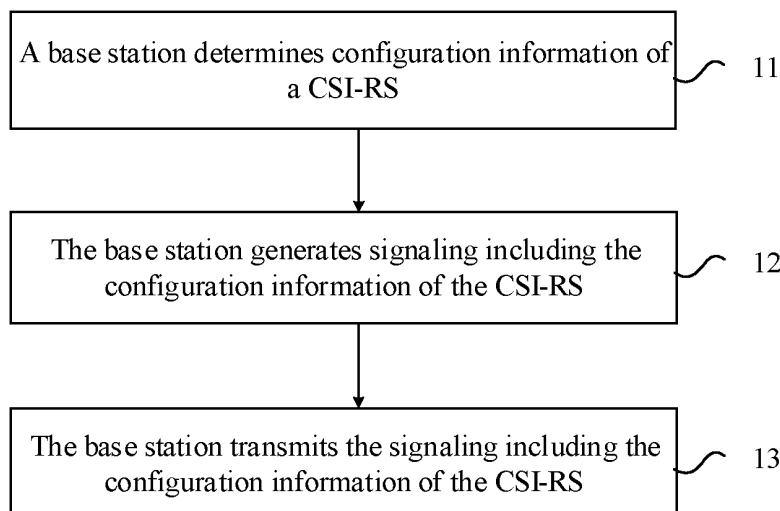 A base station determines configuration information of
a CSI-RS
11
The base station generates signaling including the
configuration information of the CSI-RS
12
The base station transmits the signaling including the
configuration information of the CSI-RS
13